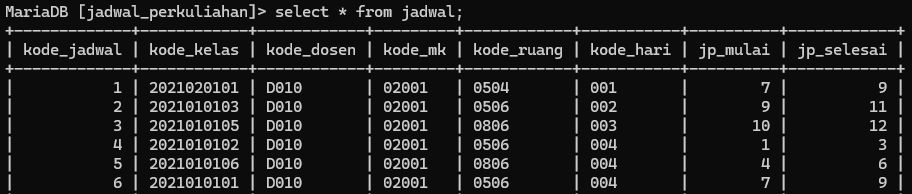 MariaDB [jadwal_perkuliahan]> select * from jadwal;
+--------------+-------------+-------------+----------+-------------+------------+-----------+-------------+
| kode_jadwal | kode_kelas | kode_dosen | kode_mk | kode_ruang | kode_hari | jp_mulai | jp_selesai |
+--------------+-------------+-------------+----------+-------------+------------+-----------+-------------+
| 1 | 2021020101 | D010 | 02001 | 0504 | 001 | 7 | 9 |
| 2 | 2021010103 | D010 | 02001 | 0506 | 002 | 9 | 11 |
| 3 | 2021010105 | D010 | 02001 | 0806 | 003 | 10 | 12 |
| 4 | 2021010102 | D010 | 02001 | 0506 | 004 | 1 | 3 |
| 5 | 2021010106 | D010 | 02001 | 0806 | 004 | 4 | 6 |
| 6 | 2021010101 | D010 | 02001 | 0506 | 004 | 7 | 9 |